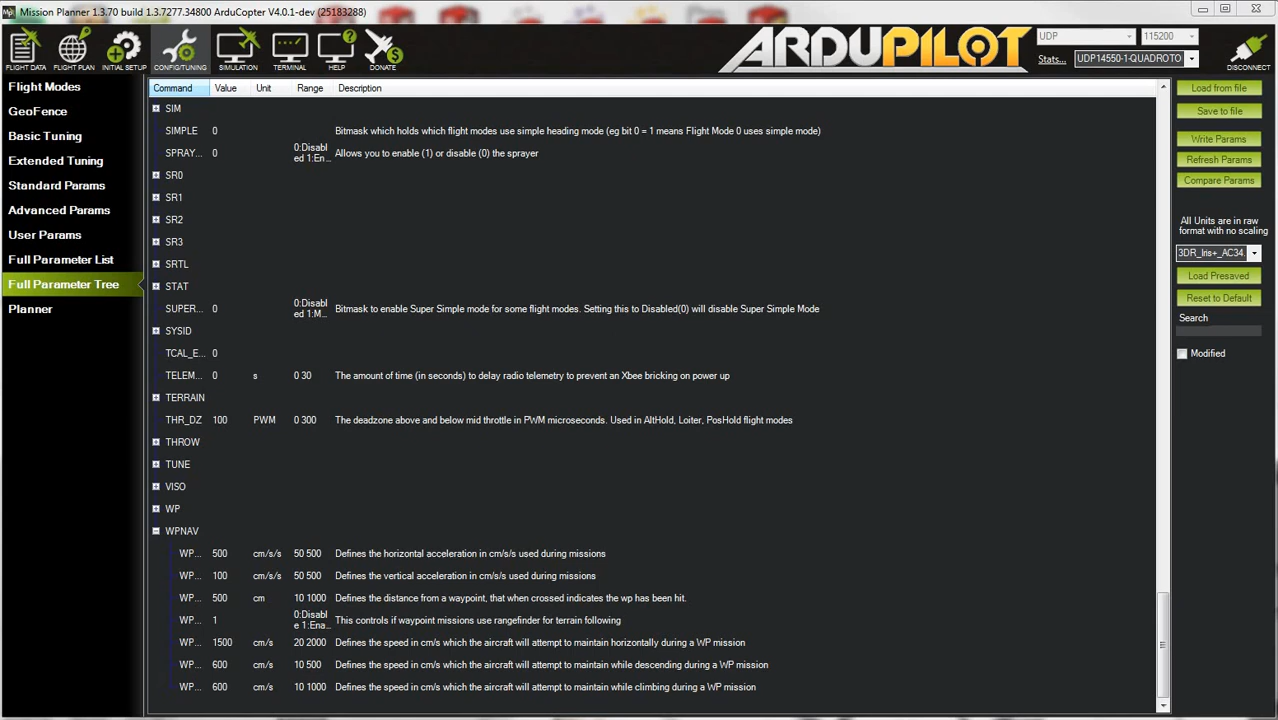 Mission Planner 1.3.70 build 1.3.7277.34800 ArduCopter V4.0.1-dev (25183288)
FLIGHT DATA FLIGHT PLAN INITIAL SETUP CONFIG/TUNING SIMULATION TERMINAL HELP DONATE
ARDUPILOT
UDP 115200
Stats... UDP14550-1-QUADROTO
DISCONNECT
Flight Modes
GeoFence
Basic Tuning
Extended Tuning
Standard Params
Advanced Params
User Params
Full Parameter List
Full Parameter Tree
Planner
Command Value Unit Range Description
SIM
SIMPLE 0 Bitmask which holds which flight modes use simple heading mode (eg bit 0 = 1 means Flight Mode 0 uses simple mode)
SPRAY... 0 0:Disabl
ed 1:En... Allows you to enable (1) or disable (0) the sprayer
SR0
SR1
SR2
SR3
SRTL
STAT
SUPER... 0 0:Disabl
ed 1:M... Bitmask to enable Super Simple mode for some flight modes. Setting this to Disabled(0) will disable Super Simple Mode
SYSID
TCAL_E... 0
TELEM... 0 s 0 30 The amount of time (in seconds) to delay radio telemetry to prevent an Xbee bricking on power up
TERRAIN
THR_DZ 100 PWM 0 300 The deadzone above and below mid throttle in PWM microseconds. Used in AltHold, Loiter, PosHold flight modes
THROW
TUNE
VISO
WP
WPNAV
WP... 500 cm/s/s 50 500 Defines the horizontal acceleration in cm/s/s used during missions
WP... 100 cm/s/s 50 500 Defines the vertical acceleration in cm/s/s used during missions
WP... 500 cm 10 1000 Defines the distance from a waypoint, that when crossed indicates the wp has been hit.
WP... 1 0:Disabl
e 1:Ena... This controls if waypoint missions use rangefinder for terrain following
WP... 1500 cm/s 20 2000 Defines the speed in cm/s which the aircraft will attempt to maintain horizontally during a WP mission
WP... 600 cm/s 10 500 Defines the speed in cm/s which the aircraft will attempt to maintain while descending during a WP mission
WP... 600 cm/s 10 1000 Defines the speed in cm/s which the aircraft will attempt to maintain while climbing during a WP mission
Load from file
Save to file
Write Params
Refresh Params
Compare Params
All Units are in raw
format with no scaling
3DR_Iris+_AC34.
Load Presaved
Reset to Default
Search
Modified